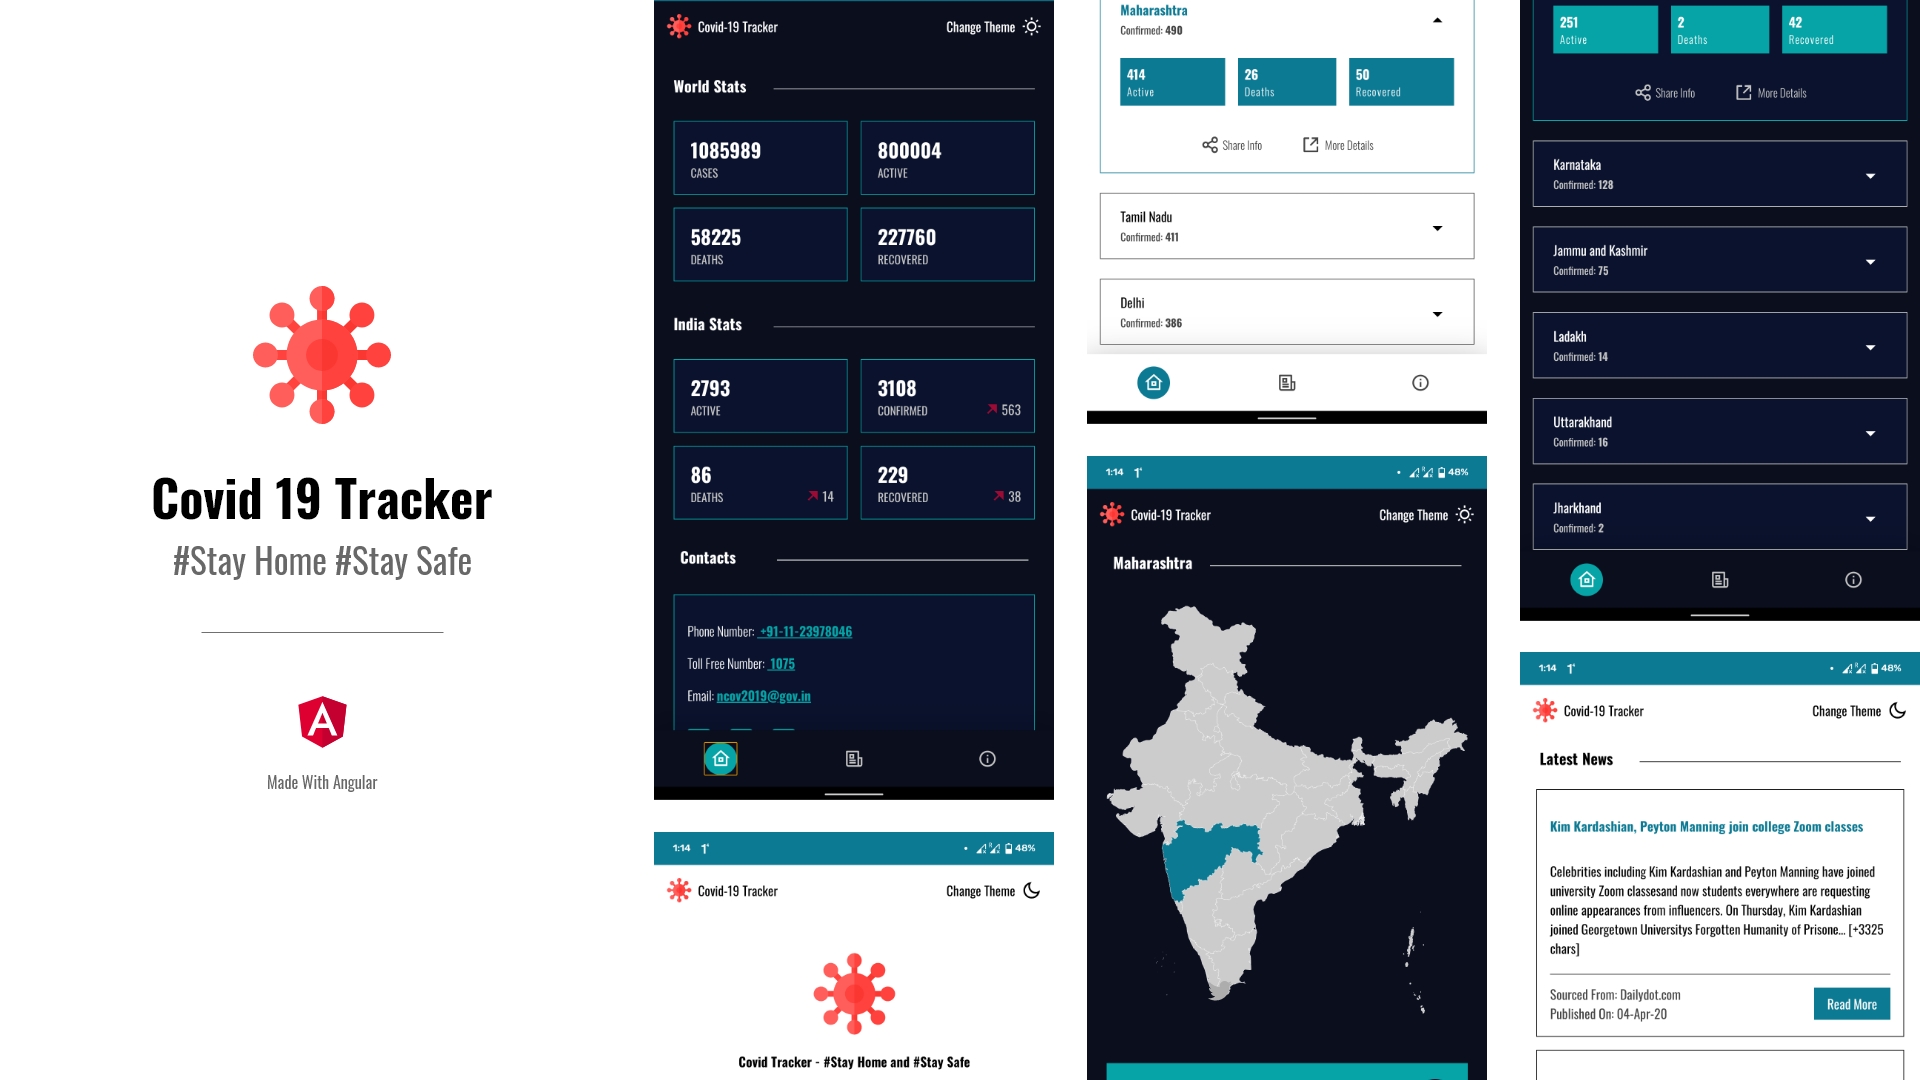 Covid 19 Tracker
#Stay Home #Stay Safe
Made With Angular
Covid-19 Tracker
Change Theme
World Stats
1085989
CASES
800004
ACTIVE
58225
DEATHS
227760
RECOVERED
India Stats
2793
ACTIVE
3108
CONFIRMED
563
86
DEATHS
14
229
RECOVERED
38
Contacts
Phone Number: +91-11-23978046
Toll Free Number: 1075
Email: ncov2019@gov.in
1:14
48%
Covid-19 Tracker
Change Theme
Covid Tracker - #Stay Home and #Stay Safe
Maharashtra
Confirmed: 490
414
Active
26
Deaths
50
Recovered
Share Info
More Details
Tamil Nadu
Confirmed: 411
Delhi
Confirmed: 386
1:14
48%
Covid-19 Tracker
Change Theme
Maharashtra
251
Active
2
Deaths
42
Recovered
Share Info
More Details
Karnataka
Confirmed: 128
Jammu and Kashmir
Confirmed: 75
Ladakh
Confirmed: 14
Uttarakhand
Confirmed: 16
Jharkhand
Confirmed: 2
1:14
48%
Covid-19 Tracker
Change Theme
Latest News
Kim Kardashian, Peyton Manning join college Zoom classes
Celebrities including Kim Kardashian and Peyton Manning have joined
university Zoom classesand now students everywhere are requesting
online appearances from influencers. On Thursday, Kim Kardashian
joined Georgetown Universitys Forgotten Humanity of Prisone... [+3325
chars]
Sourced From: Dailydot.com
Published On: 04-Apr-20
Read More